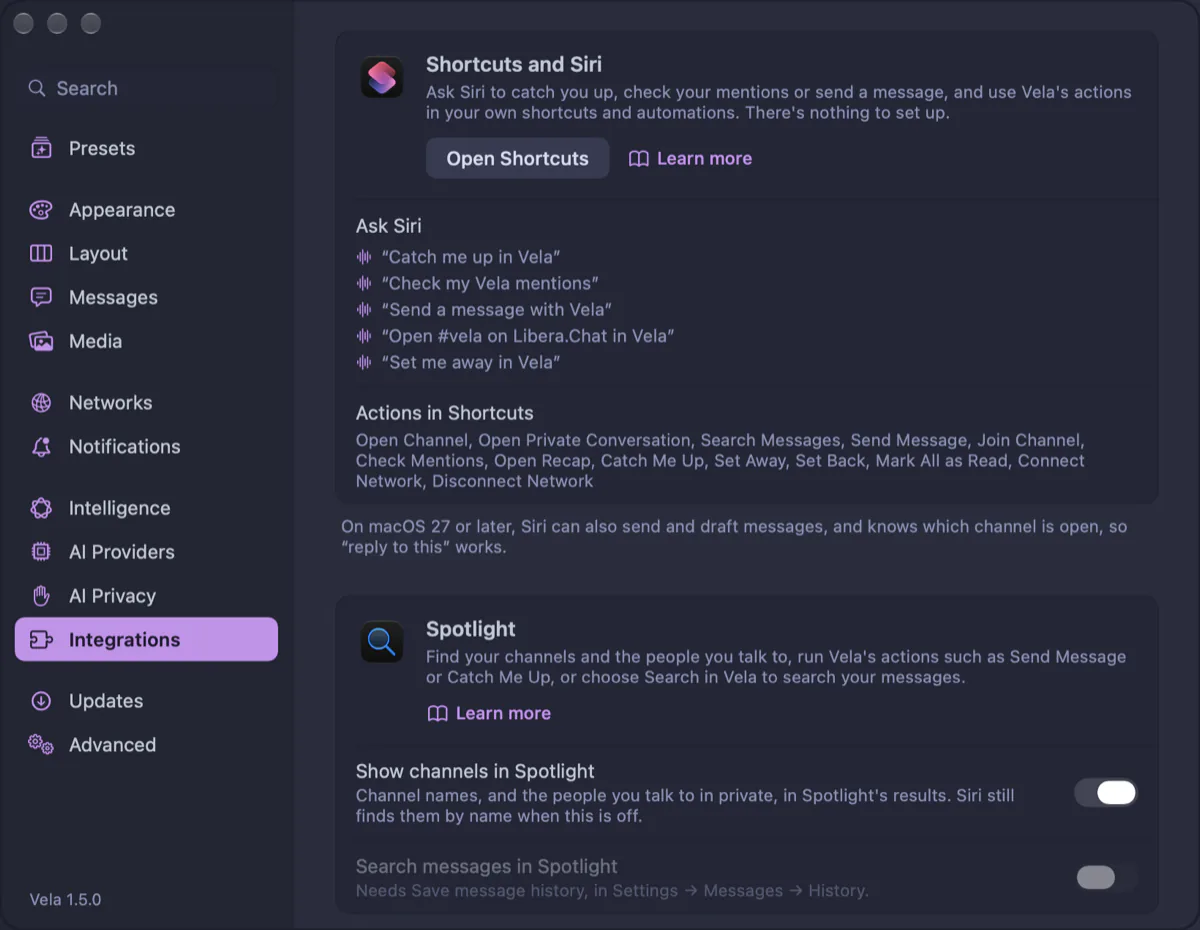 Search
Presets
Appearance
Layout
Messages
Media
Networks
Notifications
Intelligence
AI Providers
AI Privacy
Integrations
Updates
Advanced
Vela 1.5.0
Shortcuts and Siri
Ask Siri to catch you up, check your mentions or send a message, and use Vela's actions
in your own shortcuts and automations. There's nothing to set up.
Open Shortcuts
Learn more
Ask Siri
“Catch me up in Vela”
“Check my Vela mentions”
“Send a message with Vela”
“Open #vela on Libera.Chat in Vela”
“Set me away in Vela”
Actions in Shortcuts
Open Channel, Open Private Conversation, Search Messages, Send Message, Join Channel,
Check Mentions, Open Recap, Catch Me Up, Set Away, Set Back, Mark All as Read, Connect
Network, Disconnect Network
On macOS 27 or later, Siri can also send and draft messages, and knows which channel is open, so
“reply to this” works.
Spotlight
Find your channels and the people you talk to, run Vela's actions such as Send Message
or Catch Me Up, or choose Search in Vela to search your messages.
Learn more
Show channels in Spotlight
Channel names, and the people you talk to in private, in Spotlight's results. Siri still
finds them by name when this is off.
Search messages in Spotlight
Needs Save message history, in Settings → Messages → History.